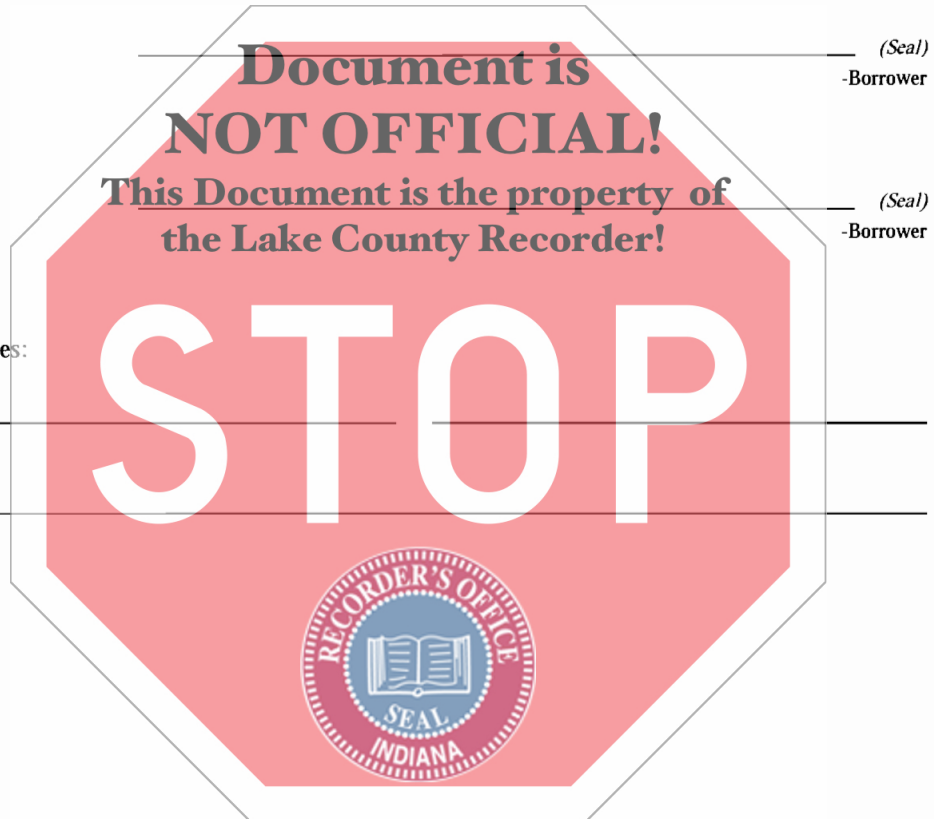 Document is
(Seal)
-Borrower
NOT OFFICIAL!
This Document is the property of
(Seal)
-Borrower
the Lake County Recorder!
es:
STOP
RECORDER'S OFFICE
SEAL
INDIANA